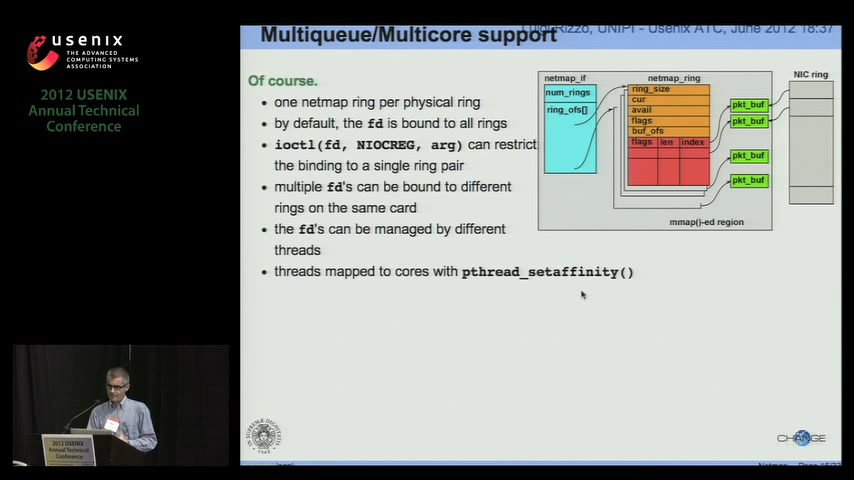 usenix
THE ADVANCED
COMPUTING SYSTEMS
ASSOCIATION
2012 USENIX
Annual Technical
Conference
Luigi Rizzo, UNIPI - Usenix ATC, June 2012 18:37
Multiqueue/Multicore support
Of course.
• one netmap ring per physical ring
• by default, the fd is bound to all rings
• ioctl(fd, NIOCREG, arg) can restrict
the binding to a single ring pair
• multiple fd's can be bound to different
rings on the same card
• the fd's can be managed by different
threads
• threads mapped to cores with pthread_setaffinity()
netmap_if
num_rings
ring_ofs[]
netmap_ring
ring_size
cur
avail
flags
buf_ofs
flags len index
pkt_buf
pkt_buf
pkt_buf
pkt_buf
NIC ring
mmap()-ed region
2012 USENIX
Annual Technical
Conference
CHANGE